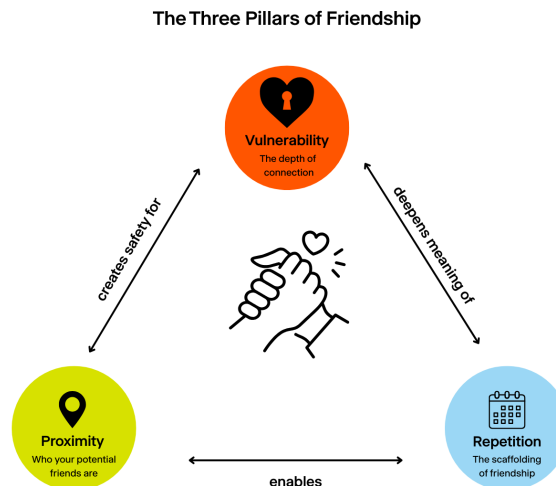 The Three Pillars of Friendship
Vulnerability
The depth of
connection
creates safety for
deepens meaning of
Proximity
Who your potential
friends are
Repetition
The scaffolding
of friendship
enables